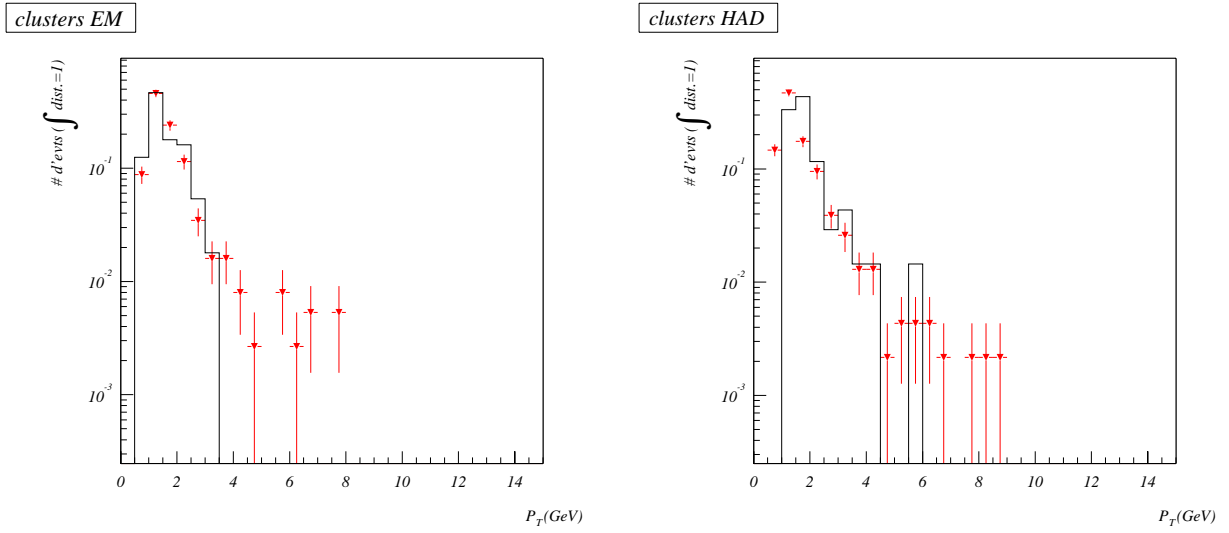 clusters EM
# d'evts (∫ dist.=1)
10⁻¹
10⁻²
10⁻³
0 2 4 6 8 10 12 14
P_T(GeV)
clusters HAD
# d'evts (∫ dist.=1)
10⁻¹
10⁻²
10⁻³
0 2 4 6 8 10 12 14
P_T(GeV)